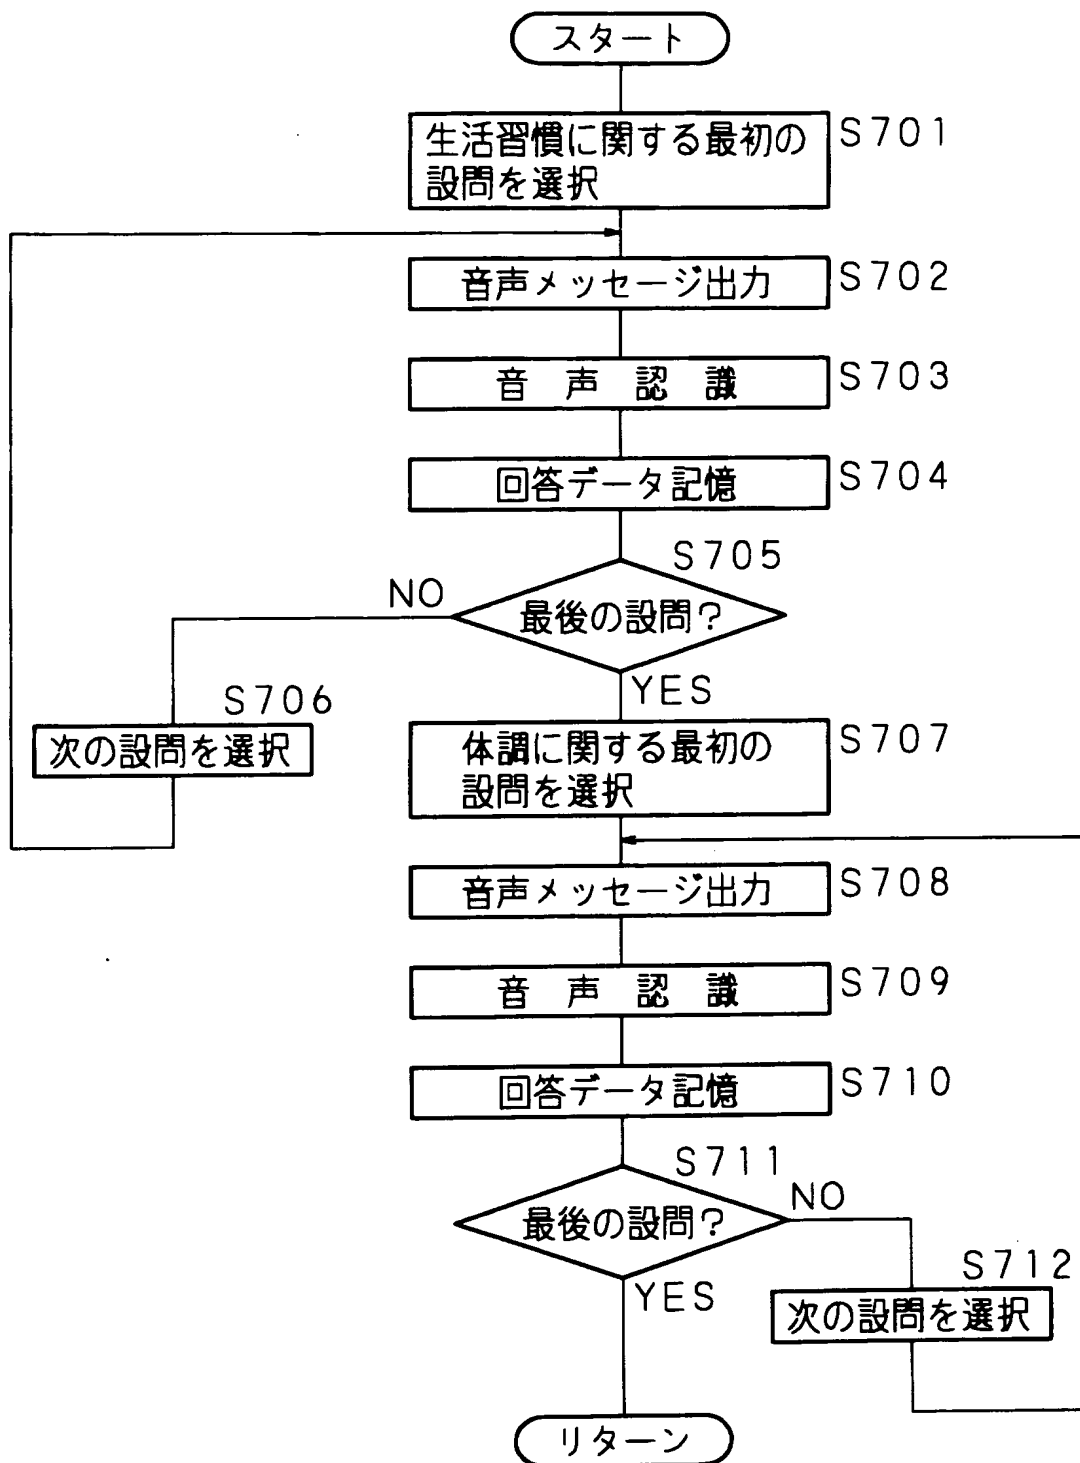 スタート
生活習慣に関する最初の
設問を選択
S701
音声メッセージ出力
S702
音声認識
S703
回答データ記憶
S704
S705
最後の設問?
NO
YES
S706
次の設問を選択
体調に関する最初の
設問を選択
S707
音声メッセージ出力
S708
音声認識
S709
回答データ記憶
S710
S711
最後の設問?
NO
YES
S712
次の設問を選択
リターン